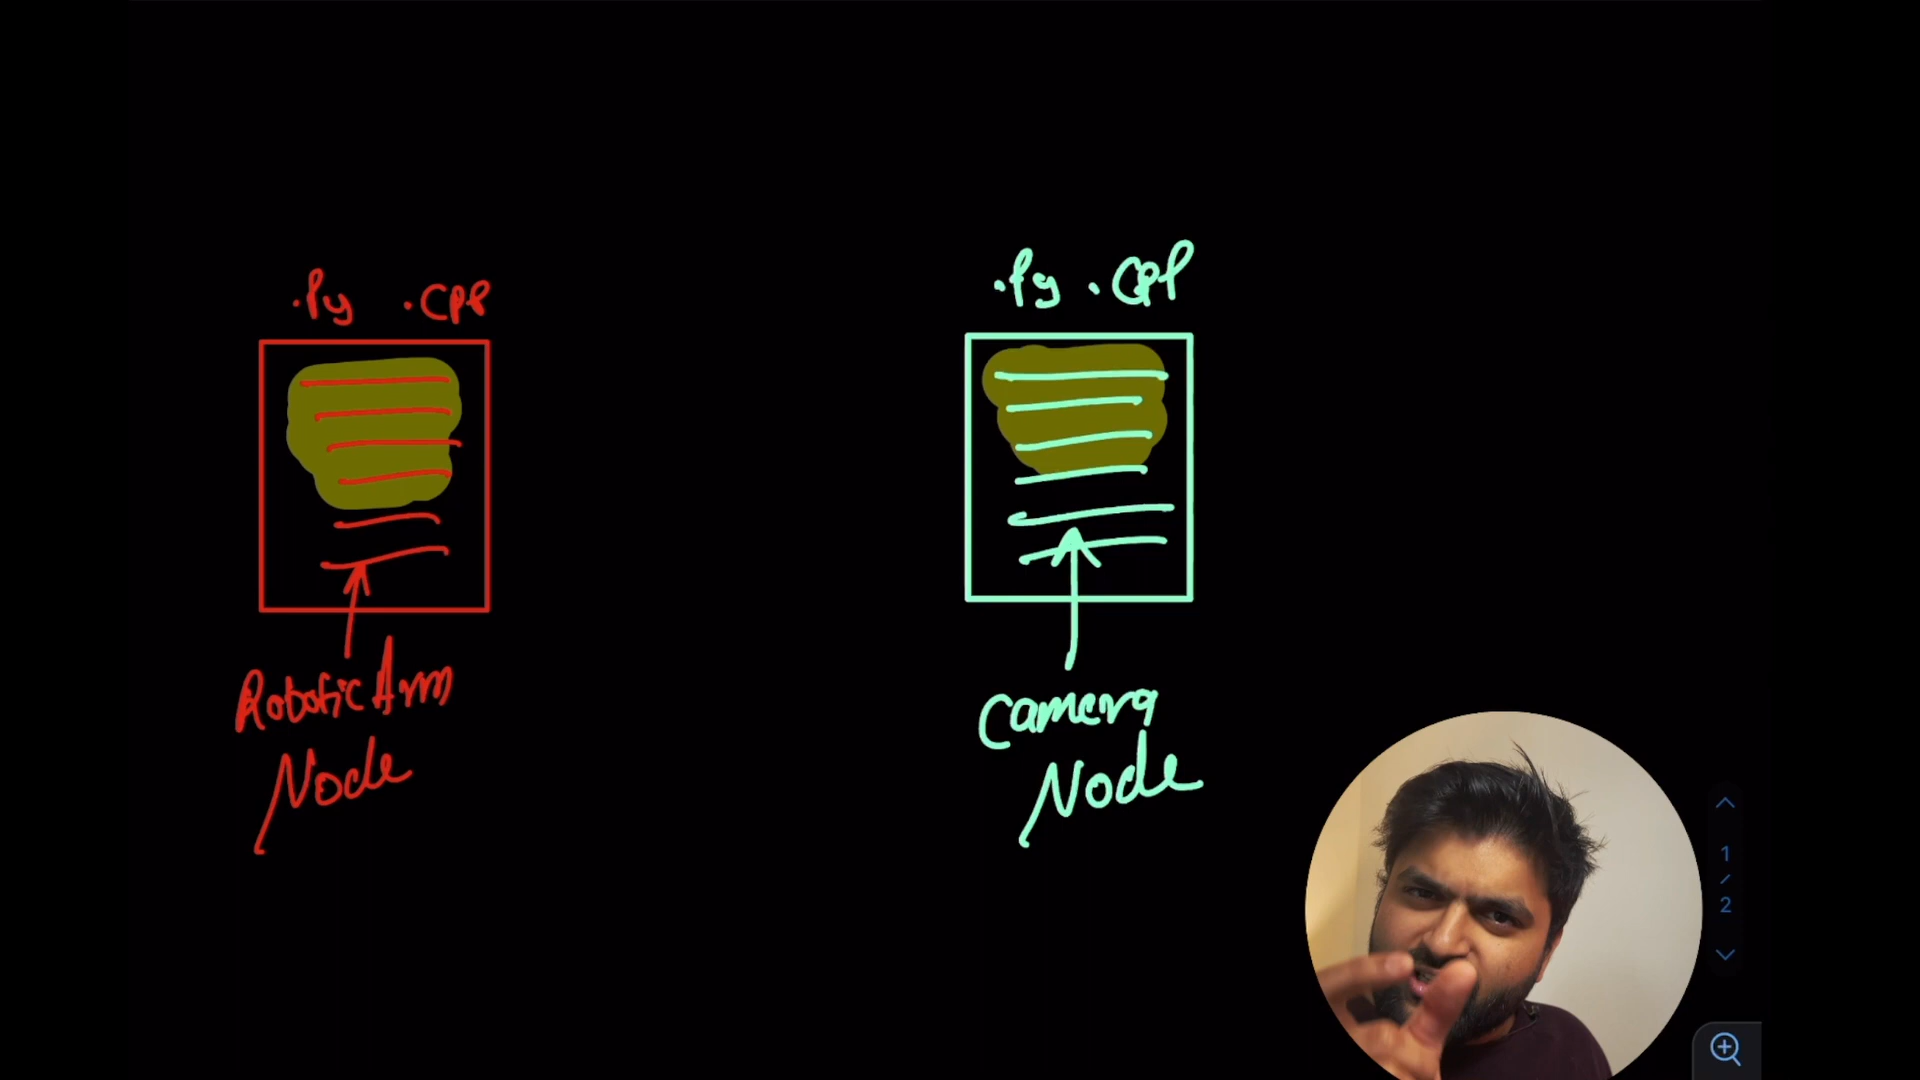 .Py .CPP
.Py .CPP
Robotic Arm
Node
Camera
Node
1
/
2